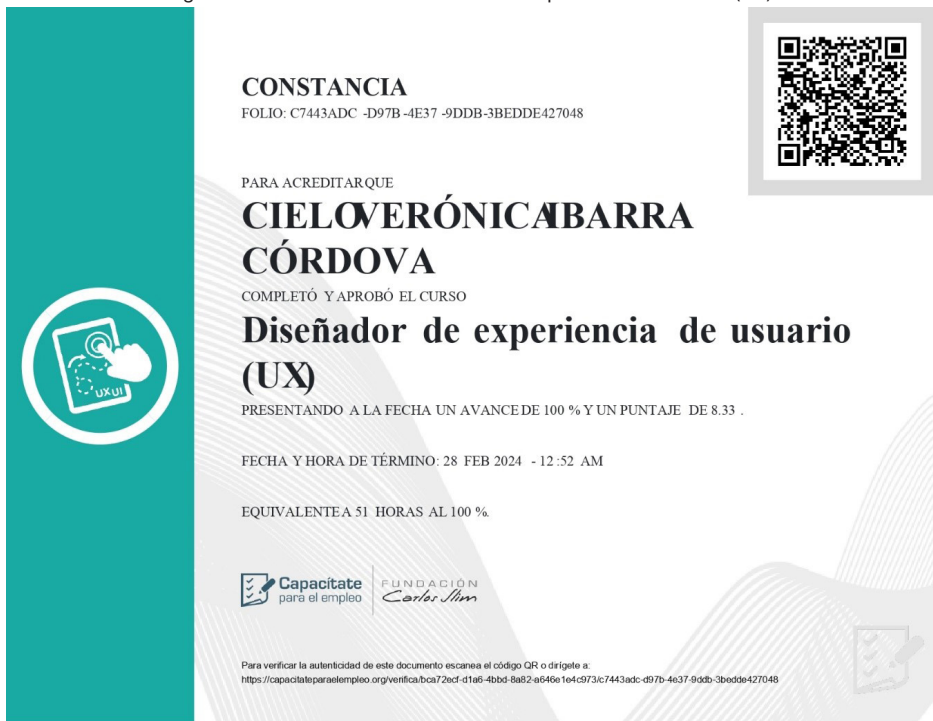 CONSTANCIA
FOLIO: C7443ADC -D97B-4E37 -9DDB-3BEDDE427048
PARA ACREDITAR QUE
CIELO VERÓNICA IBARRA
CÓRDOVA
COMPLETÓ Y APROBÓ EL CURSO
Diseñador de experiencia de usuario
(UX)
PRESENTANDO A LA FECHA UN AVANCE DE 100 % Y UN PUNTAJE DE 8.33 .
FECHA Y HORA DE TÉRMINO: 28 FEB 2024 - 12:52 AM
EQUIVALENTE A 51 HORAS AL 100 %.
UX UI
Capacítate
para el empleo
FUNDACIÓN
Carlos Slim
Para verificar la autenticidad de este documento escanea el código QR o dirígete a:
https://capacitateparaelempleo.org/verifica/bca72ecf-d1a6-4bbd-8a82-a646e1e4c973/c7443adc-d97b-4e37-9ddb-3bedde427048